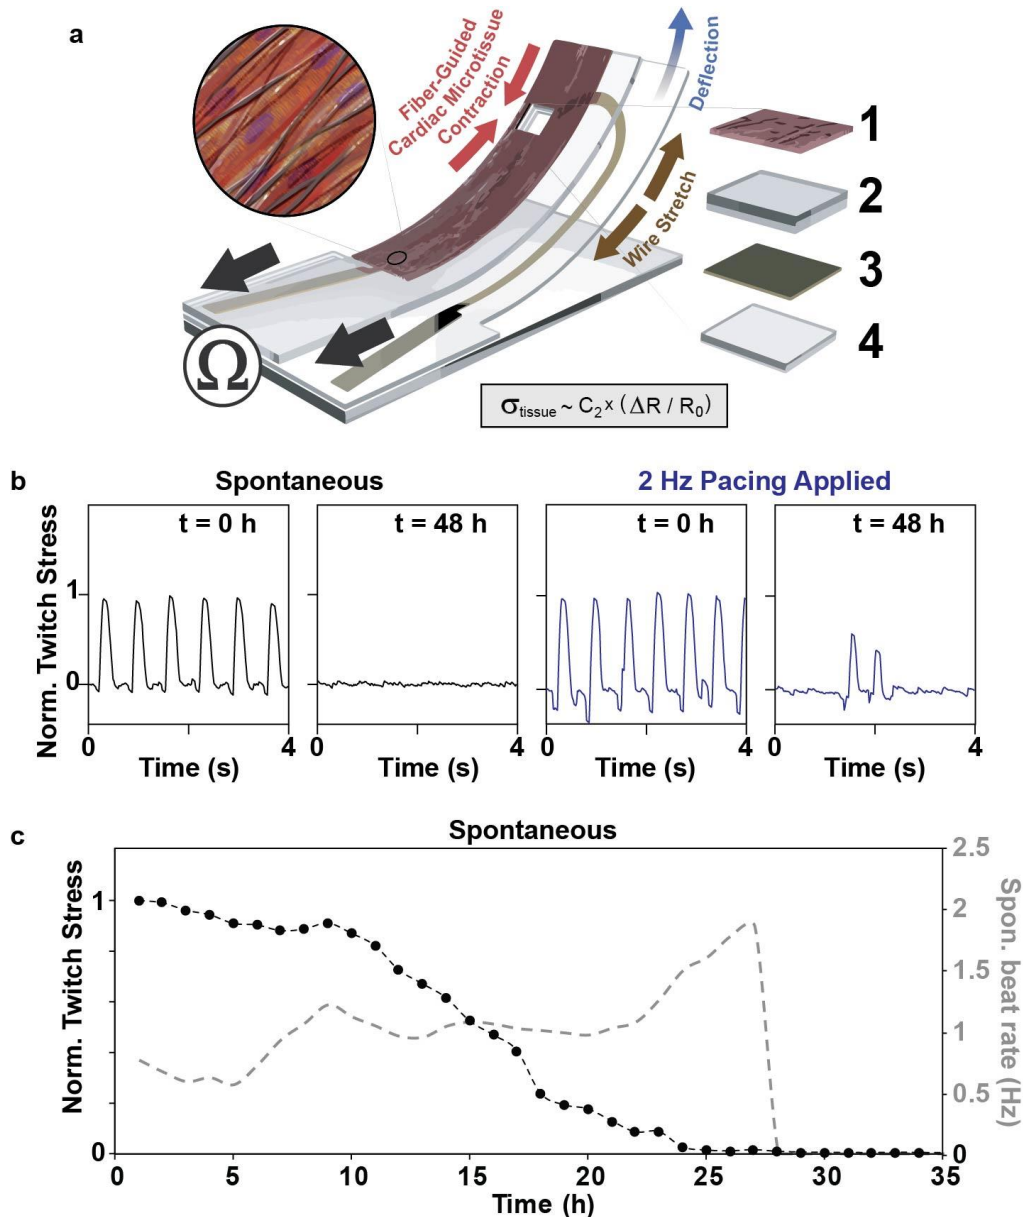 a
Fiber-Guided
Cardiac Microtissue
Contraction
Deflection
Wire Stretch
1
2
3
4
Ω
σtissue ~ C2 x (ΔR / R0)
b
Spontaneous
2 Hz Pacing Applied
t = 0 h
t = 48 h
t = 0 h
t = 48 h
Norm. Twitch Stress
1
0
0 4
0 4
0 4
0 4
Time (s)
Time (s)
Time (s)
Time (s)
c
Spontaneous
Norm. Twitch Stress
1
0
2.5
2
1.5
1
0.5
0
Spon. beat rate (Hz)
0 5 10 15 20 25 30 35
Time (h)